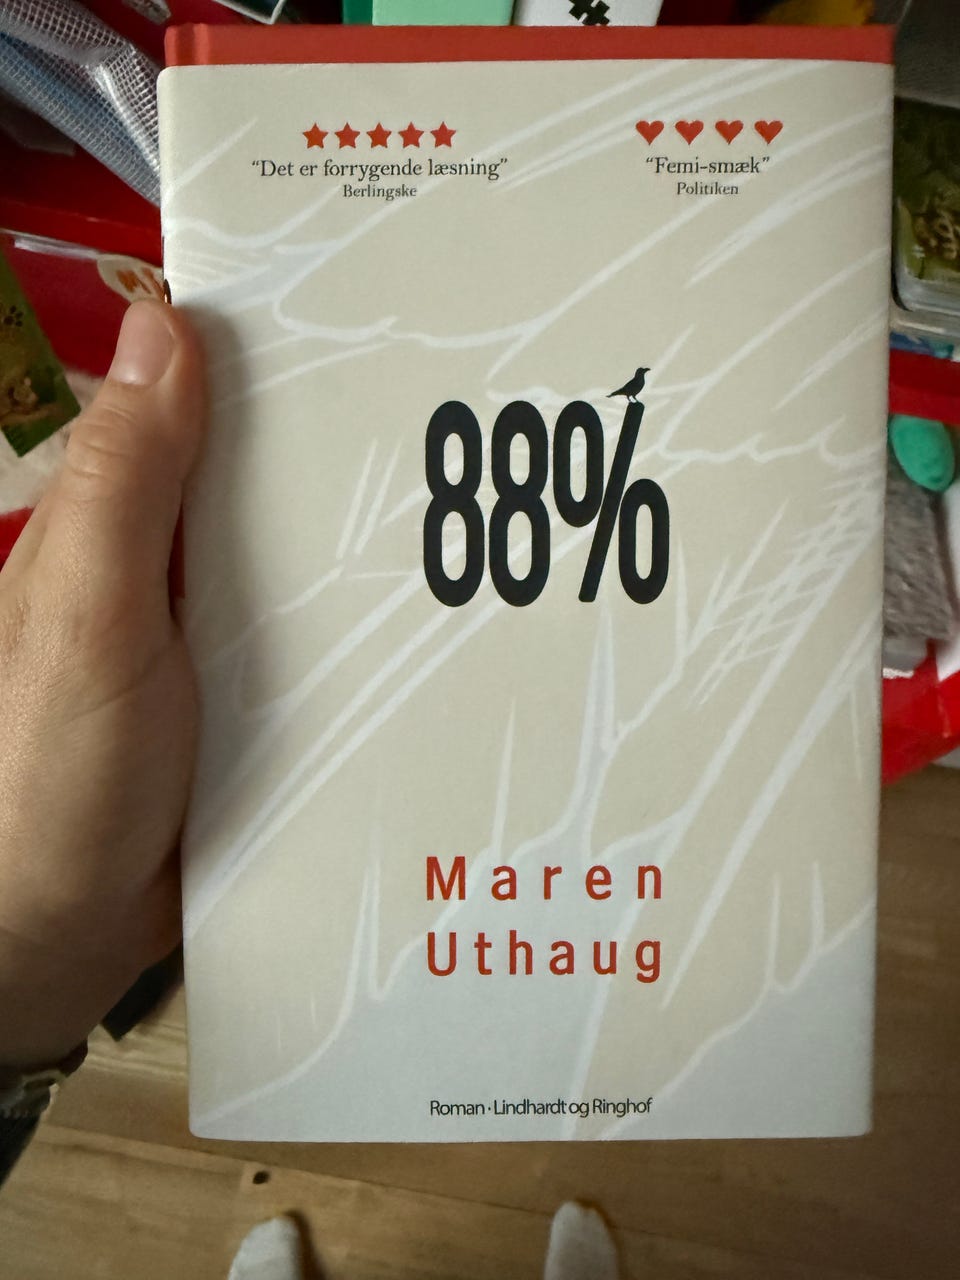 “Det er forrygende læsning”
Berlingske
“Femi-smæk”
Politiken
88%
Maren
Uthaug
Roman · Lindhardt og Ringhof